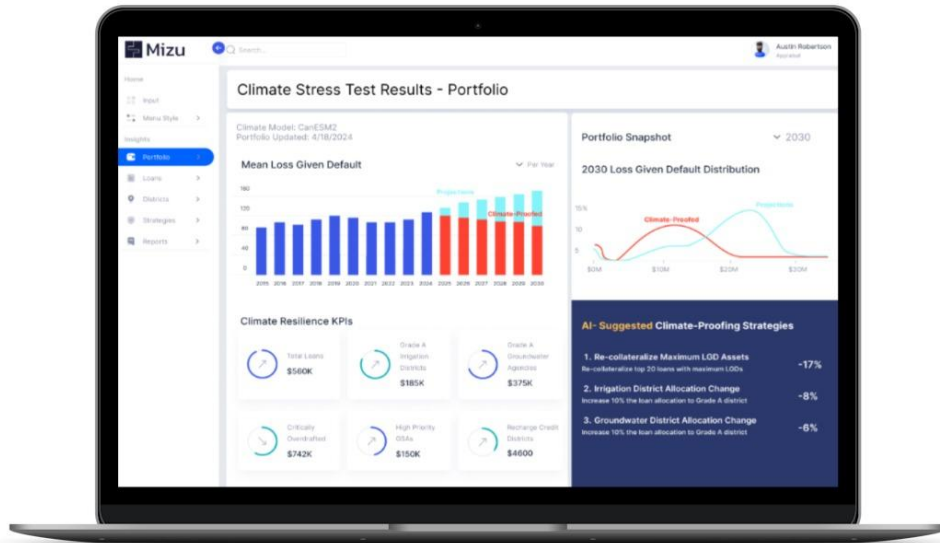 Mizu
Search...
Austin Robertson
Appraisal
Home
Input
Menu Style
Insights
Portfolio
Loans
Districts
Strategies
Reports
Climate Stress Test Results - Portfolio
Climate Model: CanESM2
Portfolio Updated: 4/18/2024
Mean Loss Given Default
Per Year
160
120
80
40
0
Projections
Climate-Proofed
2015 2016 2017 2018 2019 2020 2021 2022 2023 2024 2025 2026 2027 2028 2029 2030
Climate Resilience KPIs
Total Loans
$560K
Grade A
Irrigation
Districts
$185K
Grade A
Groundwater
Agencies
$375K
Critically
Overdrafted
$742K
High Priority
GSAs
$150K
Recharge Credit
Districts
$4600
Portfolio Snapshot
2030
2030 Loss Given Default Distribution
15%
10
5
Climate-Proofed
Projections
$0M $10M $20M $30M
AI- Suggested Climate-Proofing Strategies
1. Re-collateralize Maximum LGD Assets
Re-collateralize top 20 loans with maximum LGDs
-17%
2. Irrigation District Allocation Change
Increase 10% the loan allocation to Grade A district
-8%
3. Groundwater District Allocation Change
Increase 10% the loan allocation to Grade A district
-6%